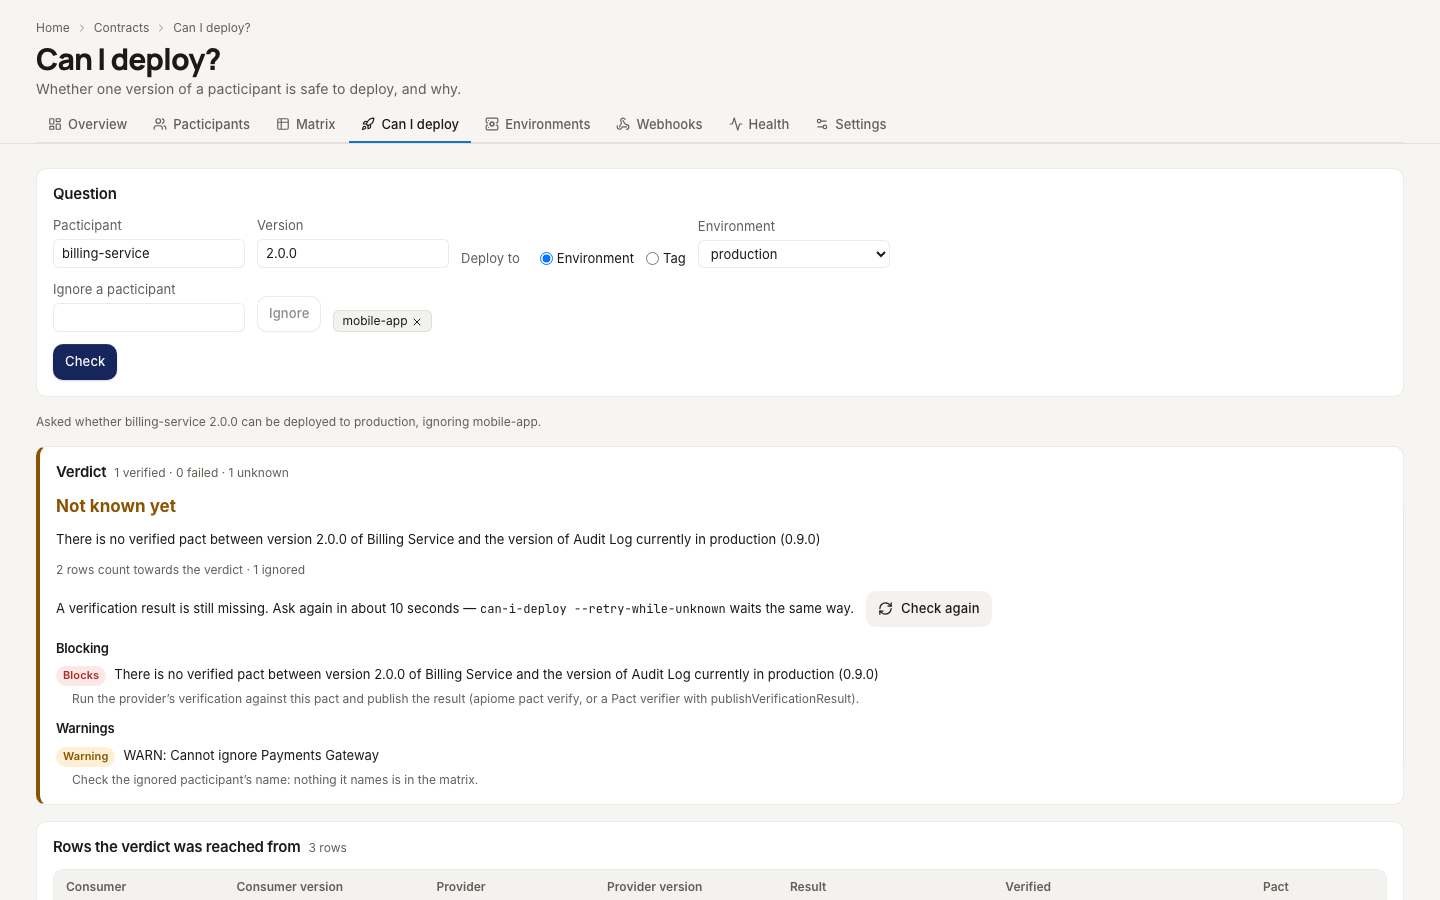 Home > Contracts > Can I deploy?
Can I deploy?
Whether one version of a pacticipant is safe to deploy, and why.
Overview Pacticipants Matrix Can I deploy Environments Webhooks Health Settings
Question
Pacticipant Version Environment
billing-service 2.0.0 Deploy to Environment Tag production
Ignore a pacticipant
Ignore mobile-app ×
Check
Asked whether billing-service 2.0.0 can be deployed to production, ignoring mobile-app.
Verdict 1 verified · 0 failed · 1 unknown
Not known yet
There is no verified pact between version 2.0.0 of Billing Service and the version of Audit Log currently in production (0.9.0)
2 rows count towards the verdict · 1 ignored
A verification result is still missing. Ask again in about 10 seconds — can-i-deploy --retry-while-unknown waits the same way. Check again
Blocking
Blocks There is no verified pact between version 2.0.0 of Billing Service and the version of Audit Log currently in production (0.9.0)
Run the provider’s verification against this pact and publish the result (apiome pact verify, or a Pact verifier with publishVerificationResult).
Warnings
Warning WARN: Cannot ignore Payments Gateway
Check the ignored pacticipant’s name: nothing it names is in the matrix.
Rows the verdict was reached from 3 rows
Consumer Consumer version Provider Provider version Result Verified Pact